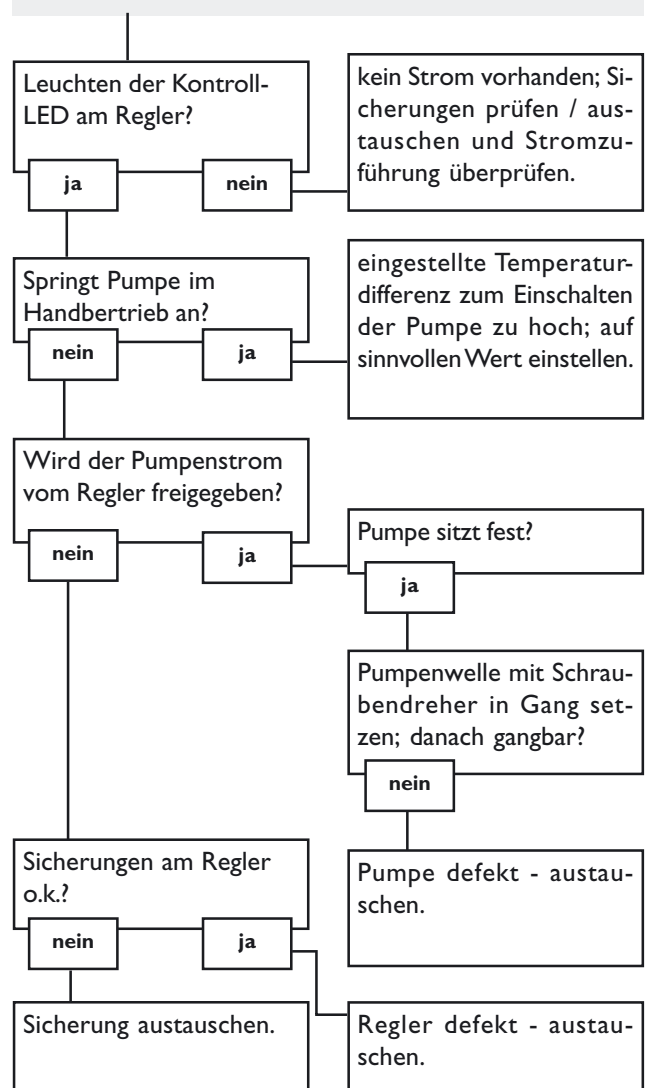 Leuchten der Kontroll-
LED am Regler?
ja
nein
kein Strom vorhanden; Si-
cherungen prüfen / aus-
tauschen und Stromzu-
führung überprüfen.
Springt Pumpe im
Handbertrieb an?
nein
ja
eingestellte Temperatur-
differenz zum Einschalten
der Pumpe zu hoch; auf
sinnvollen Wert einstellen.
Wird der Pumpenstrom
vom Regler freigegeben?
nein
ja
Pumpe sitzt fest?
ja
Pumpenwelle mit Schrau-
bendreher in Gang set-
zen; danach gangbar?
nein
Pumpe defekt - austau-
schen.
Sicherungen am Regler
o.k.?
nein
ja
Sicherung austauschen.
Regler defekt - austau-
schen.